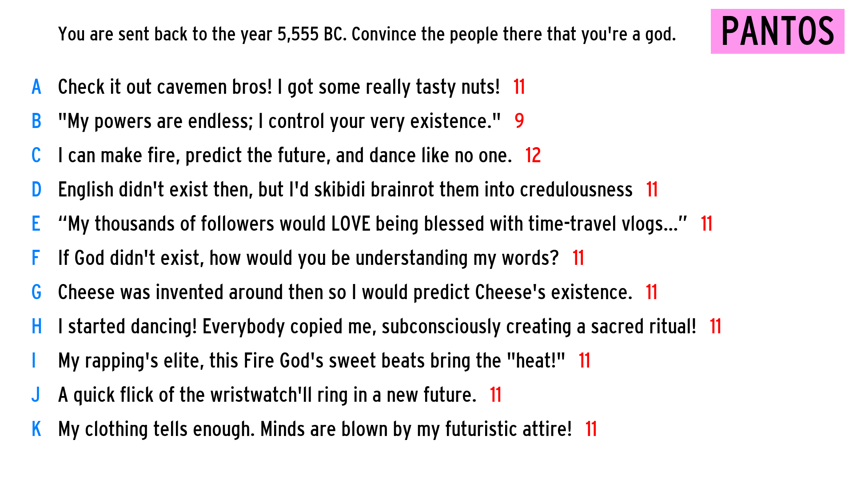 You are sent back to the year 5,555 BC. Convince the people there that you're a god.
PANTOS
A Check it out cavemen bros! I got some really tasty nuts! 11
B "My powers are endless; I control your very existence." 9
C I can make fire, predict the future, and dance like no one. 12
D English didn't exist then, but I'd skibidi brainrot them into credulousness 11
E “My thousands of followers would LOVE being blessed with time-travel vlogs...” 11
F If God didn't exist, how would you be understanding my words? 11
G Cheese was invented around then so I would predict Cheese's existence. 11
H I started dancing! Everybody copied me, subconsciously creating a sacred ritual! 11
I My rapping's elite, this Fire God's sweet beats bring the "heat!" 11
J A quick flick of the wristwatch'll ring in a new future. 11
K My clothing tells enough. Minds are blown by my futuristic attire! 11